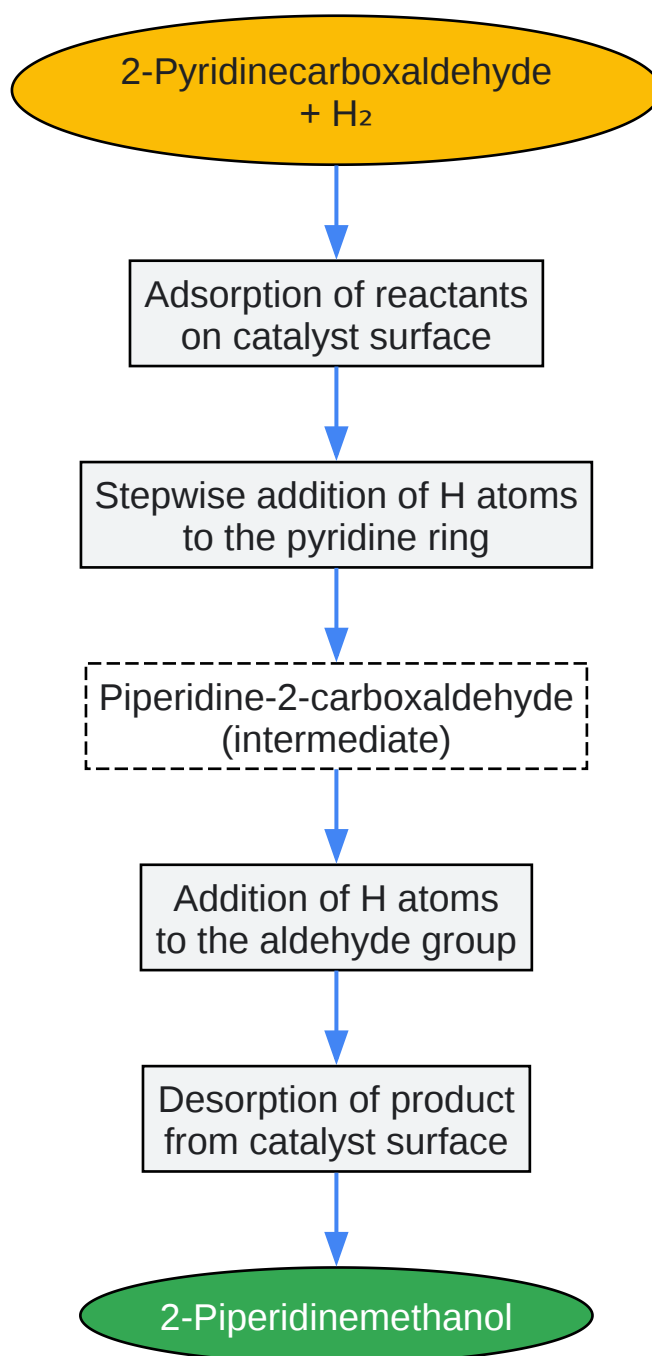 2-Pyridinecarboxaldehyde
+ H₂
Adsorption of reactants
on catalyst surface
Stepwise addition of H atoms
to the pyridine ring
Piperidine-2-carboxaldehyde
(intermediate)
Addition of H atoms
to the aldehyde group
Desorption of product
from catalyst surface
2-Piperidinemethanol